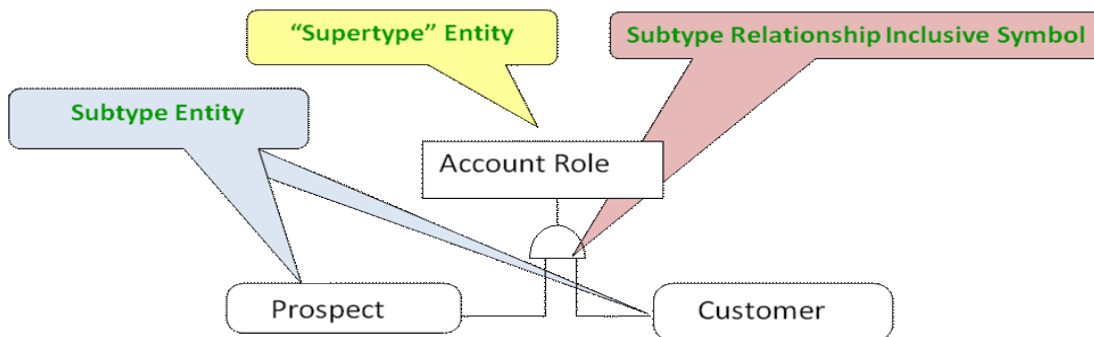 “Supertype” Entity
Subtype Relationship Inclusive Symbol
Subtype Entity
Account Role
Prospect
Customer